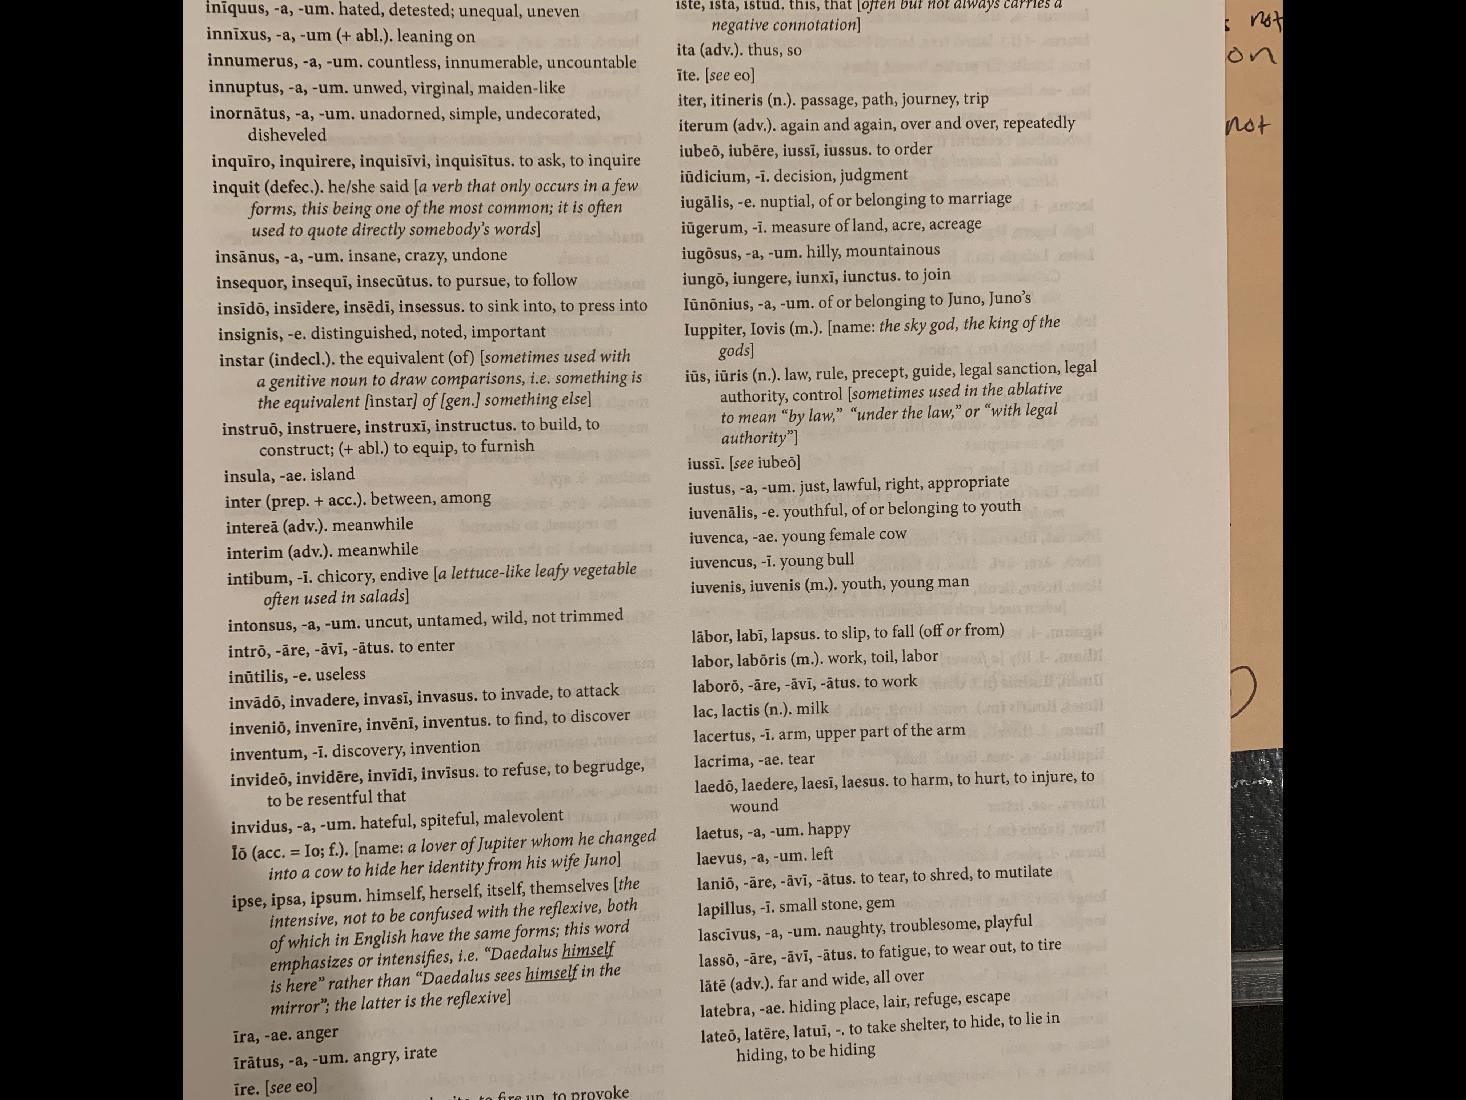 inīquus, -a, -um. hated, detested; unequal, uneven
innīxus, -a, -um (+ abl.). leaning on
innumerus, -a, -um. countless, innumerable, uncountable
innuptus, -a, -um. unwed, virginal, maiden-like
inornātus, -a, -um. unadorned, simple, undecorated,
disheveled
inquīro, inquirere, inquisīvi, inquisītus. to ask, to inquire
inquit (defec.). he/she said [a verb that only occurs in a few
forms, this being one of the most common; it is often
used to quote directly somebody's words]
insānus, -a, -um. insane, crazy, undone
insequor, insequī, insecūtus. to pursue, to follow
insīdō, insīdere, insēdī, insessus. to sink into, to press into
insignis, -e. distinguished, noted, important
instar (indecl.). the equivalent (of) [sometimes used with
a genitive noun to draw comparisons, i.e. something is
the equivalent [instar] of [gen.] something else]
instruō, instruere, instruxī, instructus. to build, to
construct; (+ abl.) to equip, to furnish
insula, -ae. island
inter (prep. + acc.). between, among
intereā (adv.). meanwhile
interim (adv.). meanwhile
intibum, -ī. chicory, endive [a lettuce-like leafy vegetable
often used in salads]
intonsus, -a, -um. uncut, untamed, wild, not trimmed
intrō, -āre, -āvī, -ātus. to enter
inūtilis, -e. useless
invādō, invadere, invasī, invasus. to invade, to attack
inveniō, invenīre, invēnī, inventus. to find, to discover
inventum, -ī. discovery, invention
invideō, invidēre, invīdī, invīsus. to refuse, to begrudge,
to be resentful that
invidus, -a, -um. hateful, spiteful, malevolent
Īō (acc. = Io; f.). [name: a lover of Jupiter whom he changed
into a cow to hide her identity from his wife Juno]
ipse, ipsa, ipsum. himself, herself, itself, themselves [the
intensive, not to be confused with the reflexive, both
of which in English have the same forms; this word
emphasizes or intensifies, i.e. “Daedalus himself
is here” rather than “Daedalus sees himself in the
mirror”; the latter is the reflexive]
īra, -ae. anger
īrātus, -a, -um. angry, irate
īre. [see eo]
to fire up, to provoke
iste, ista, istud. this, that [often but not always carries a
negative connotation]
ita (adv.). thus, so
īte. [see eo]
iter, itineris (n.). passage, path, journey, trip
iterum (adv.). again and again, over and over, repeatedly
iubeō, iubēre, iussī, iussus. to order
iūdicium, -ī. decision, judgment
iugālis, -e. nuptial, of or belonging to marriage
iūgerum, -ī. measure of land, acre, acreage
iugōsus, -a, -um. hilly, mountainous
iungō, iungere, iunxī, iunctus. to join
Iūnōnius, -a, -um. of or belonging to Juno, Juno's
Iuppiter, Iovis (m.). [name: the sky god, the king of the
gods]
iūs, iūris (n.). law, rule, precept, guide, legal sanction, legal
authority, control [sometimes used in the ablative
to mean “by law,” “under the law,” or “with legal
authority”]
iussī. [see iubeō]
iustus, -a, -um. just, lawful, right, appropriate
iuvenālis, -e. youthful, of or belonging to youth
iuvenca, -ae. young female cow
iuvencus, -ī. young bull
iuvenis, iuvenis (m.). youth, young man
lābor, labī, lapsus. to slip, to fall (off or from)
labor, labōris (m.). work, toil, labor
laborō, -āre, -āvī, -ātus. to work
lac, lactis (n.). milk
lacertus, -ī. arm, upper part of the arm
lacrima, -ae. tear
laedō, laedere, laesī, laesus. to harm, to hurt, to injure, to
wound
laetus, -a, -um. happy
laevus, -a, -um. left
laniō, -āre, -āvī, -ātus. to tear, to shred, to mutilate
lapillus, -ī. small stone, gem
lascīvus, -a, -um. naughty, troublesome, playful
lassō, -āre, -āvī, -ātus. to fatigue, to wear out, to tire
lātē (adv.). far and wide, all over
latebra, -ae. hiding place, lair, refuge, escape
lateō, latēre, latuī, -. to take shelter, to hide, to lie in
hiding, to be hiding
not
on
not